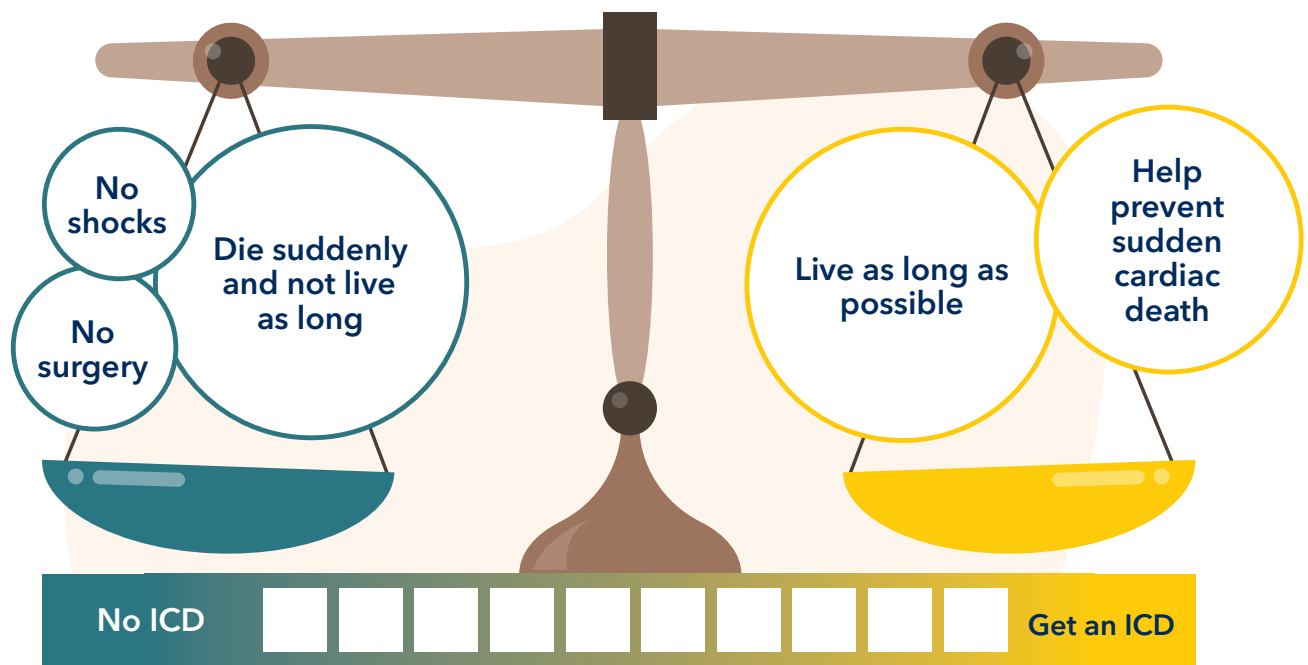 No
shocks
Die suddenly
and not live
as long
No
surgery
Live as long as
possible
Help
prevent
sudden
cardiac
death
No ICD
Get an ICD